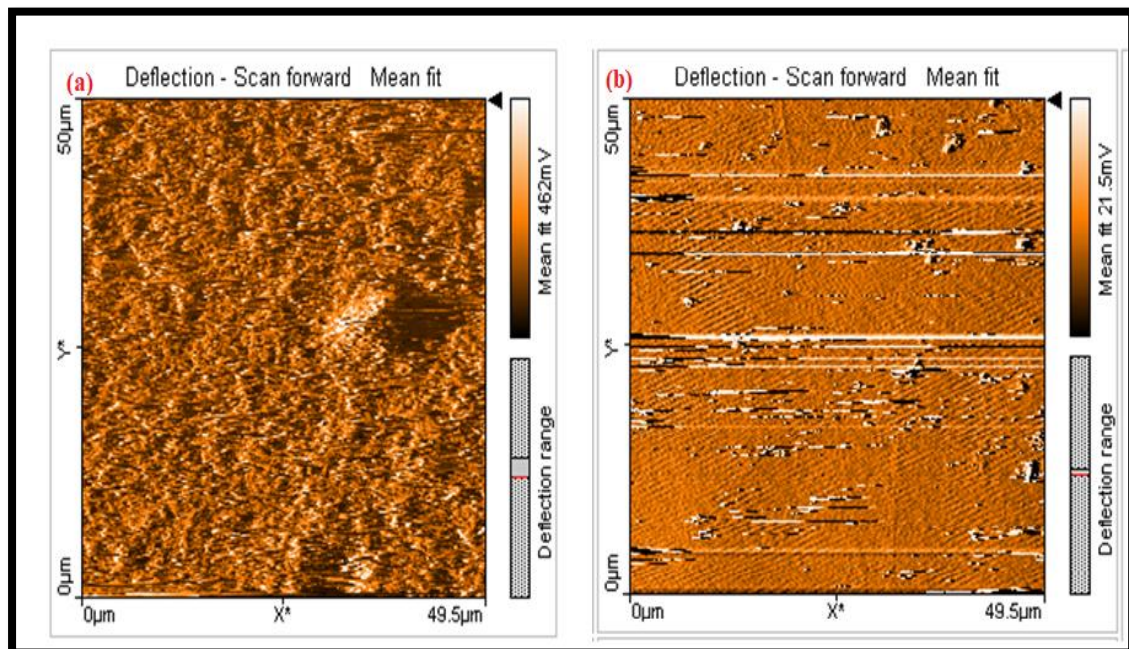 (a)
Deflection - Scan forward Mean fit
50µm
Y*
0µm
0µm
X*
49.5µm
Mean fit 462mV
Deflection range
(b)
Deflection - Scan forward Mean fit
50µm
Y*
0µm
0µm
X*
49.5µm
Mean fit 21.5mV
Deflection range